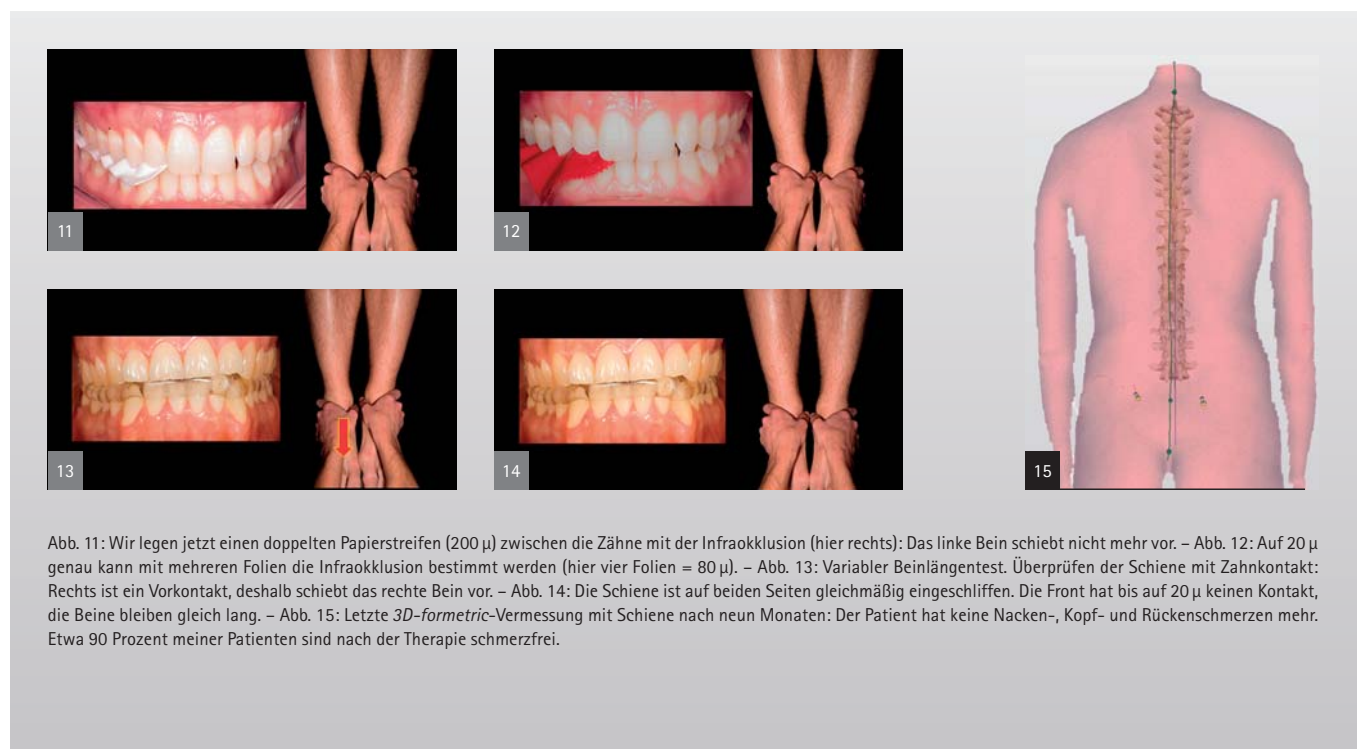 11
12
13
14
15
Abb. 11: Wir legen jetzt einen doppelten Papierstreifen (200 µ) zwischen die Zähne mit der Infraokklusion (hier rechts): Das linke Bein schiebt nicht mehr vor. – Abb. 12: Auf 20 µ
genau kann mit mehreren Folien die Infraokklusion bestimmt werden (hier vier Folien = 80 µ). – Abb. 13: Variabler Beinlängentest. Überprüfen der Schiene mit Zahnkontakt:
Rechts ist ein Vorkontakt, deshalb schiebt das rechte Bein vor. – Abb. 14: Die Schiene ist auf beiden Seiten gleichmäßig eingeschliffen. Die Front hat bis auf 20 µ keinen Kontakt,
die Beine bleiben gleich lang. – Abb. 15: Letzte 3D-formetric-Vermessung mit Schiene nach neun Monaten: Der Patient hat keine Nacken-, Kopf- und Rückenschmerzen mehr.
Etwa 90 Prozent meiner Patienten sind nach der Therapie schmerzfrei.